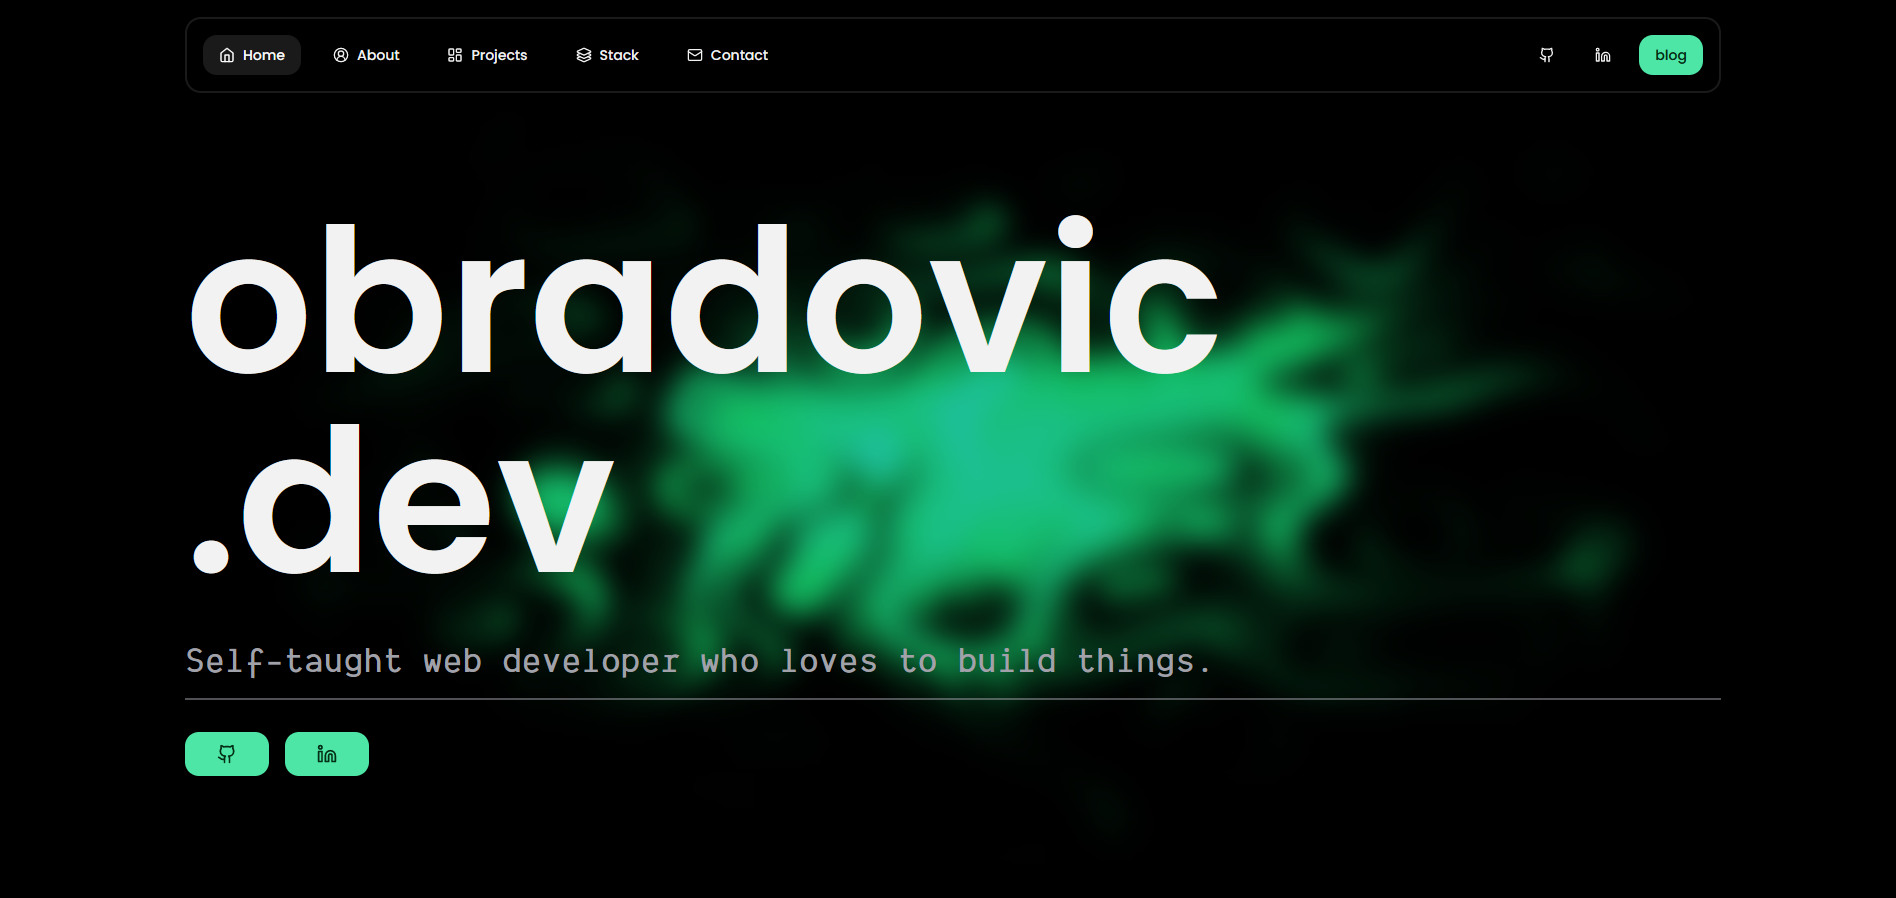 Home About Projects Stack Contact blog
obradovic
.dev
Self-taught web developer who loves to build things.